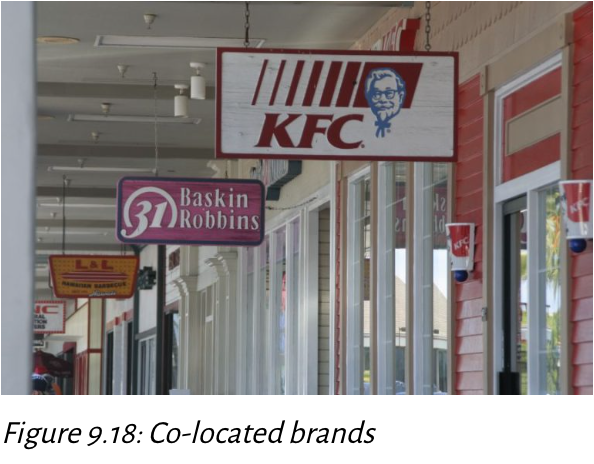 KFC
31
Baskin
Robbins
L&L
HAWAIIAN BARBECUE
KFC
KFC
Figure 9.18: Co-located brands